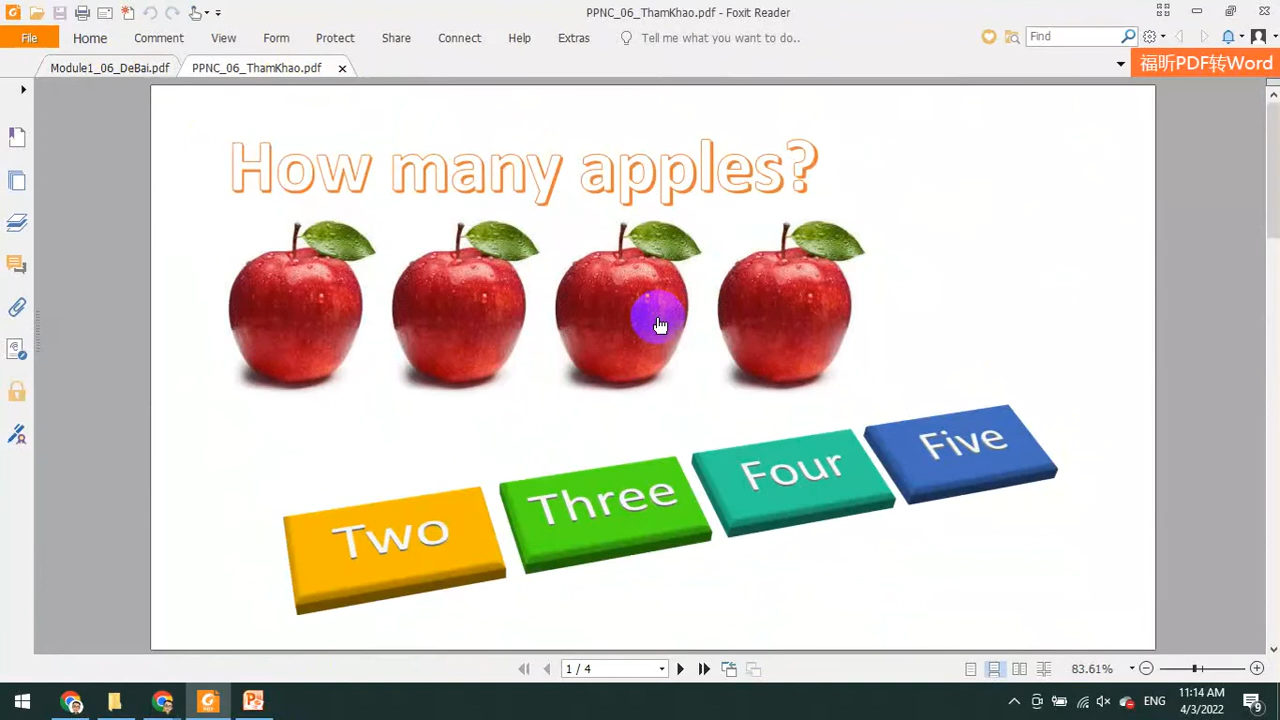 PPNC_06_ThamKhao.pdf - Foxit Reader
File Home Comment View Form Protect Share Connect Help Extras Tell me what you want to do.. Find
Module1_06_DeBai.pdf PPNC_06_ThamKhao.pdf 福昕PDF转Word
How many apples?
Two Three Four Five
1 / 4 83.61%
ENG 11:14 AM
4/3/2022 9